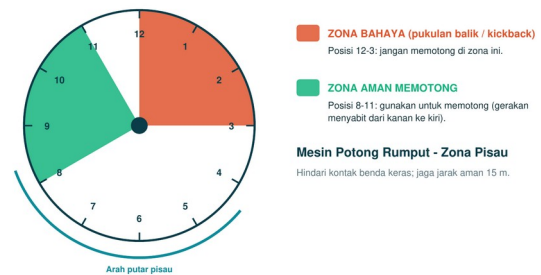 12
11
1
10
2
9
3
8
4
7
5
6
Arah putar pisau
ZONA BAHAYA (pukulan balik / kickback)
Posisi 12-3: jangan memotong di zona ini.
ZONA AMAN MEMOTONG
Posisi 8-11: gunakan untuk memotong (gerakan
menyabit dari kanan ke kiri).
Mesin Potong Rumput - Zona Pisau
Hindari kontak benda keras; jaga jarak aman 15 m.